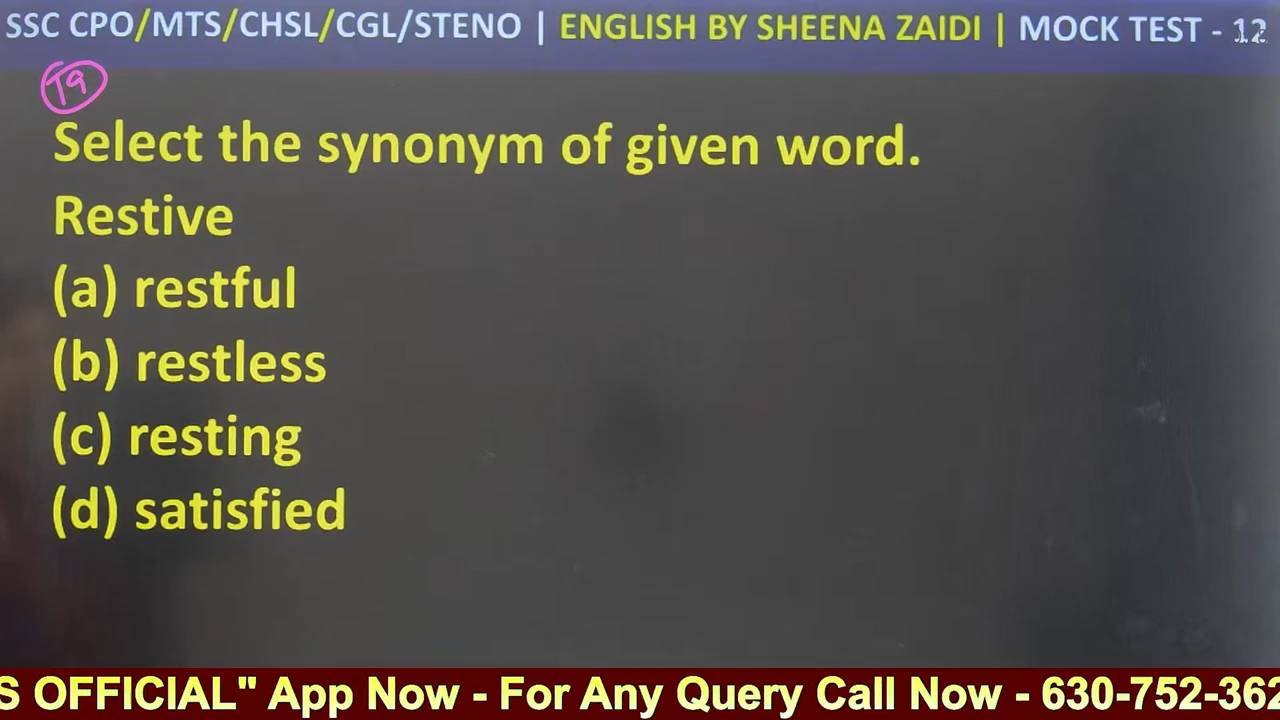 SSC CPO/MTS/CHSL/CGL/STENO | ENGLISH BY SHEENA ZAIDI | MOCK TEST - 12
19
Select the synonym of given word.
Restive
(a) restful
(b) restless
(c) resting
(d) satisfied
S OFFICIAL" App Now - For Any Query Call Now - 630-752-362